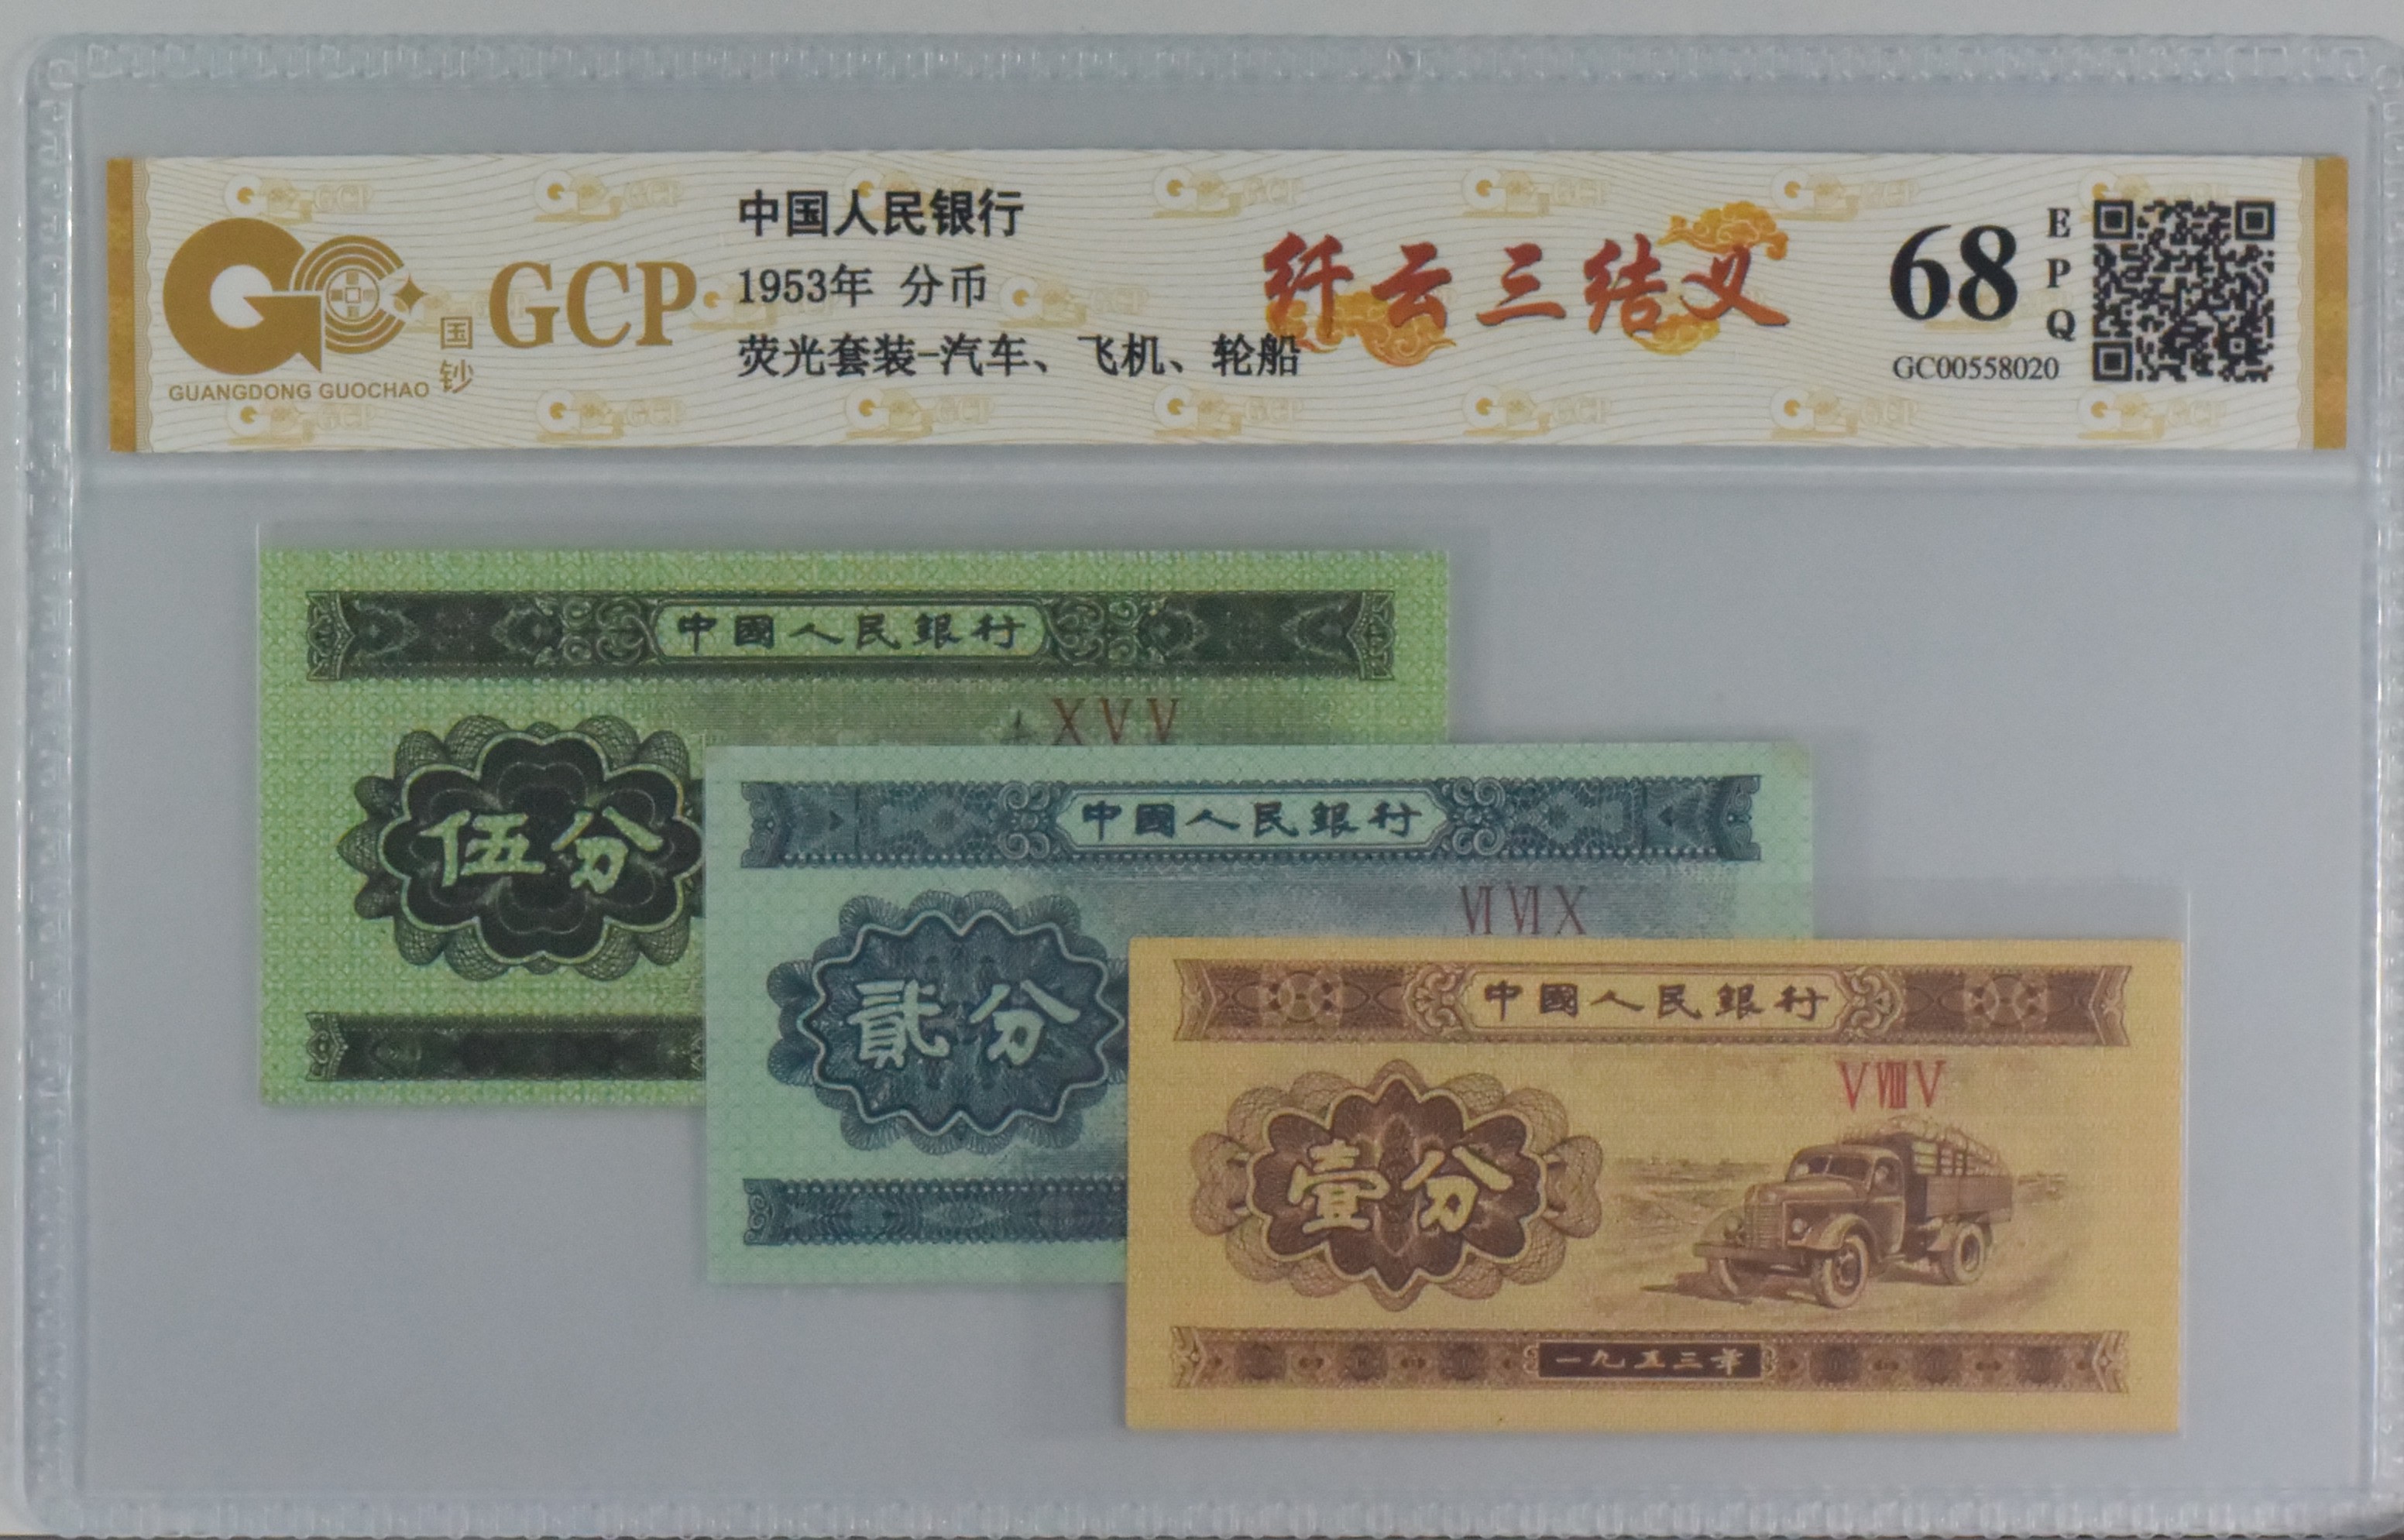 GCP
国钞
GUANGDONG GUOCHAO
中国人民银行
1953年 分币
荧光套装-汽车、飞机、轮船
纤云三结义
68
EPQ
GC00558020
中國人民銀行
XVV
伍分
中國人民銀行
VI VI X
貳分
中國人民銀行
V VIII V
壹分
一九五三年